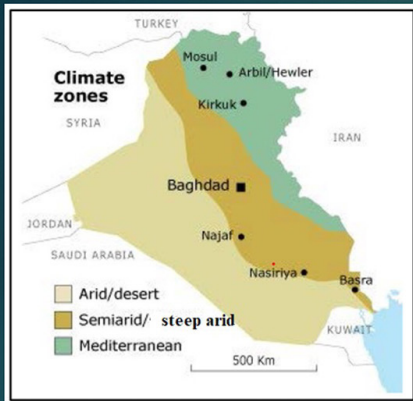 TURKEY
Mosul
Climate
zones
Arbil/Hewler
Kirkuk
SYRIA
IRAN
Baghdad
JORDAN
Najaf
SAUDI ARABIA
Nasiriya
Basra
Arid/desert
Semiarid/ steep arid
KUWAIT
Mediterranean
500 Km